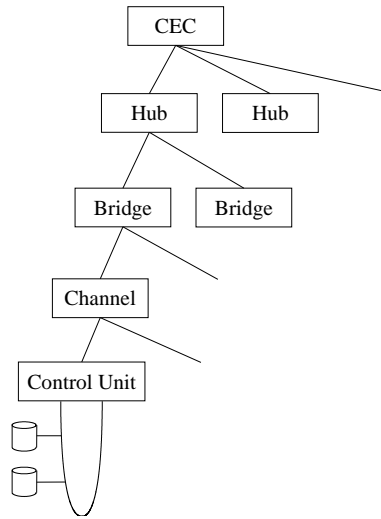 CEC
Hub Hub
Bridge Bridge
Channel
Control Unit